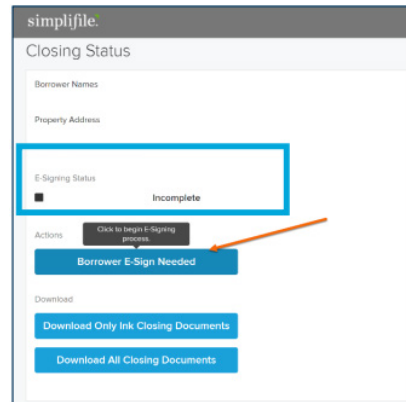 simplifile.
Closing Status
Borrower Names
Property Address
E-Signing Status
Incomplete
Actions
Click to begin E-Signing
process.
Borrower E-Sign Needed
Download
Download Only Ink Closing Documents
Download All Closing Documents